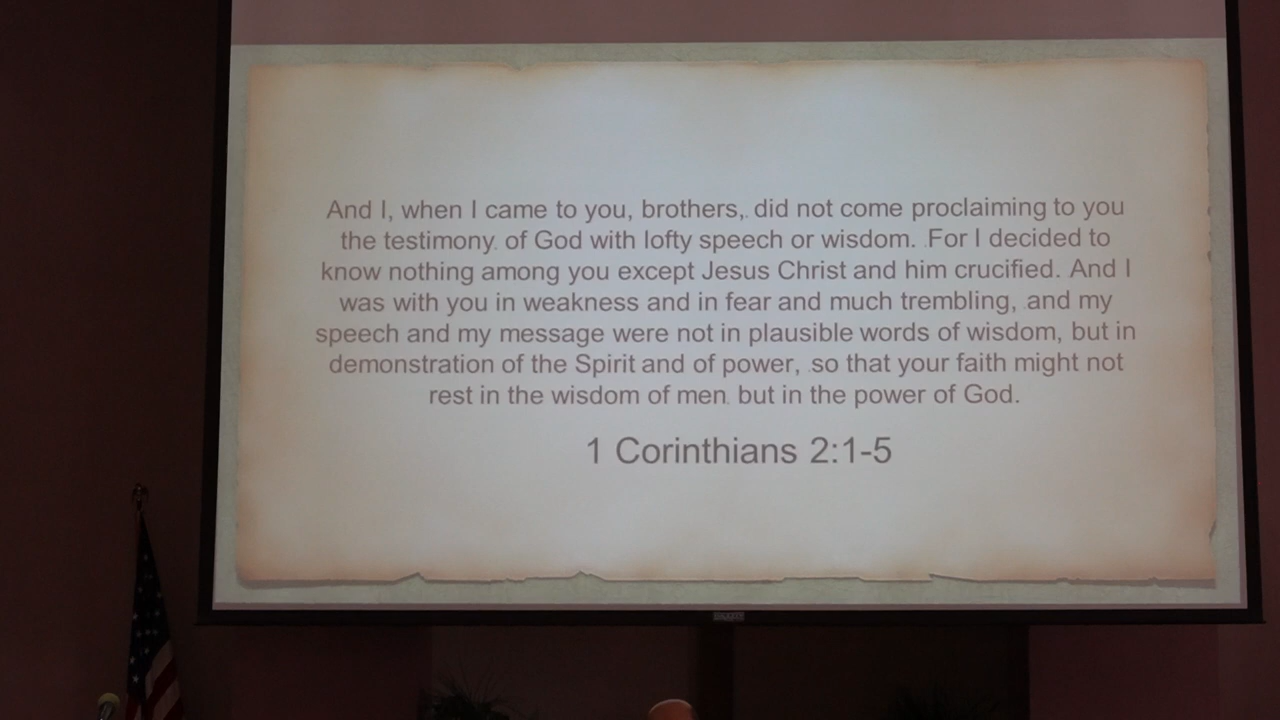 And I, when I came to you, brothers, did not come proclaiming to you
the testimony of God with lofty speech or wisdom. For I decided to
know nothing among you except Jesus Christ and him crucified. And I
was with you in weakness and in fear and much trembling, and my
speech and my message were not in plausible words of wisdom, but in
demonstration of the Spirit and of power, so that your faith might not
rest in the wisdom of men but in the power of God.
1 Corinthians 2:1-5